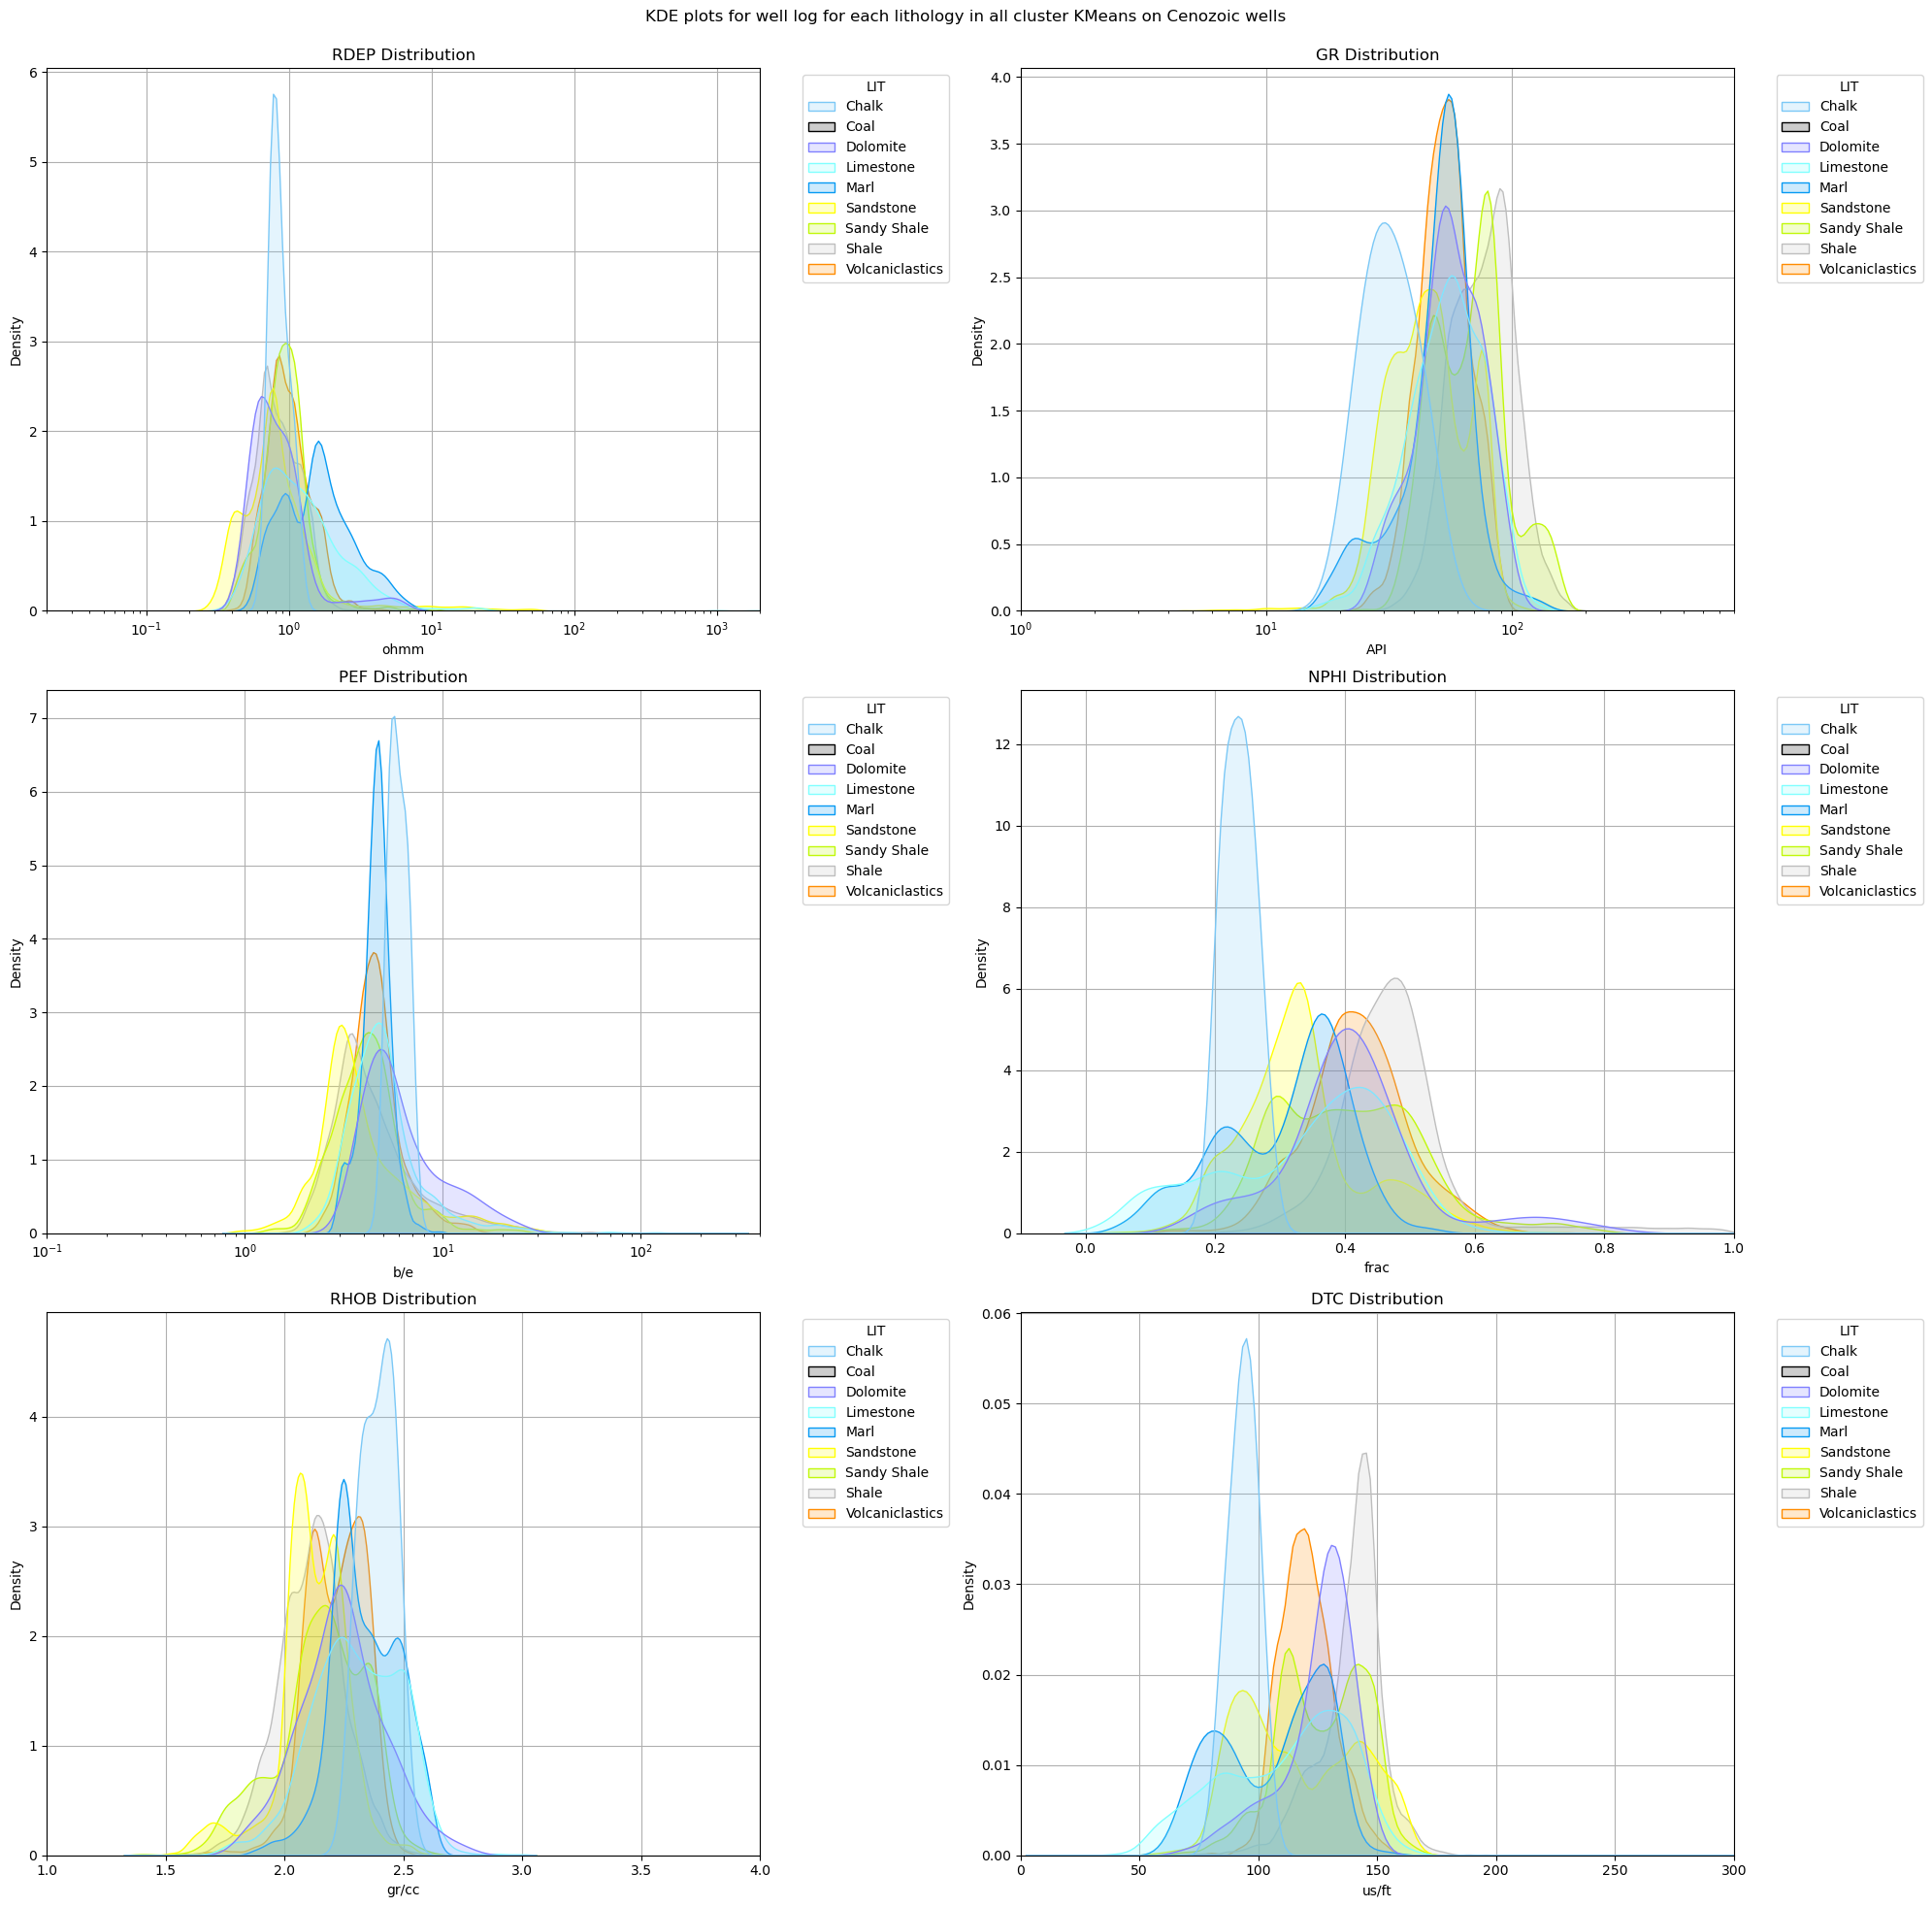 KDE plots for well log for each lithology in all cluster KMeans on Cenozoic wells
RDEP Distribution
Density
6
5
4
3
2
1
0
10⁻¹
10⁰
10¹
10²
10³
ohmm
LIT
Chalk
Coal
Dolomite
Limestone
Marl
Sandstone
Sandy Shale
Shale
Volcaniclastics
GR Distribution
Density
4.0
3.5
3.0
2.5
2.0
1.5
1.0
0.5
0.0
10⁰
10¹
10²
API
LIT
Chalk
Coal
Dolomite
Limestone
Marl
Sandstone
Sandy Shale
Shale
Volcaniclastics
PEF Distribution
Density
7
6
5
4
3
2
1
0
10⁻¹
10⁰
10¹
10²
b/e
LIT
Chalk
Coal
Dolomite
Limestone
Marl
Sandstone
Sandy Shale
Shale
Volcaniclastics
NPHI Distribution
Density
12
10
8
6
4
2
0
0.0
0.2
0.4
0.6
0.8
1.0
frac
LIT
Chalk
Coal
Dolomite
Limestone
Marl
Sandstone
Sandy Shale
Shale
Volcaniclastics
RHOB Distribution
Density
4
3
2
1
0
1.0
1.5
2.0
2.5
3.0
3.5
4.0
gr/cc
LIT
Chalk
Coal
Dolomite
Limestone
Marl
Sandstone
Sandy Shale
Shale
Volcaniclastics
DTC Distribution
Density
0.06
0.05
0.04
0.03
0.02
0.01
0.00
0
50
100
150
200
250
300
us/ft
LIT
Chalk
Coal
Dolomite
Limestone
Marl
Sandstone
Sandy Shale
Shale
Volcaniclastics